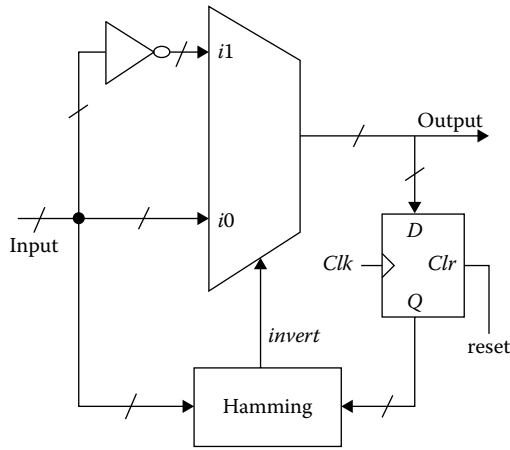 i1
Output
i0
Input
D
Clk
Clr
Q
invert
reset
Hamming